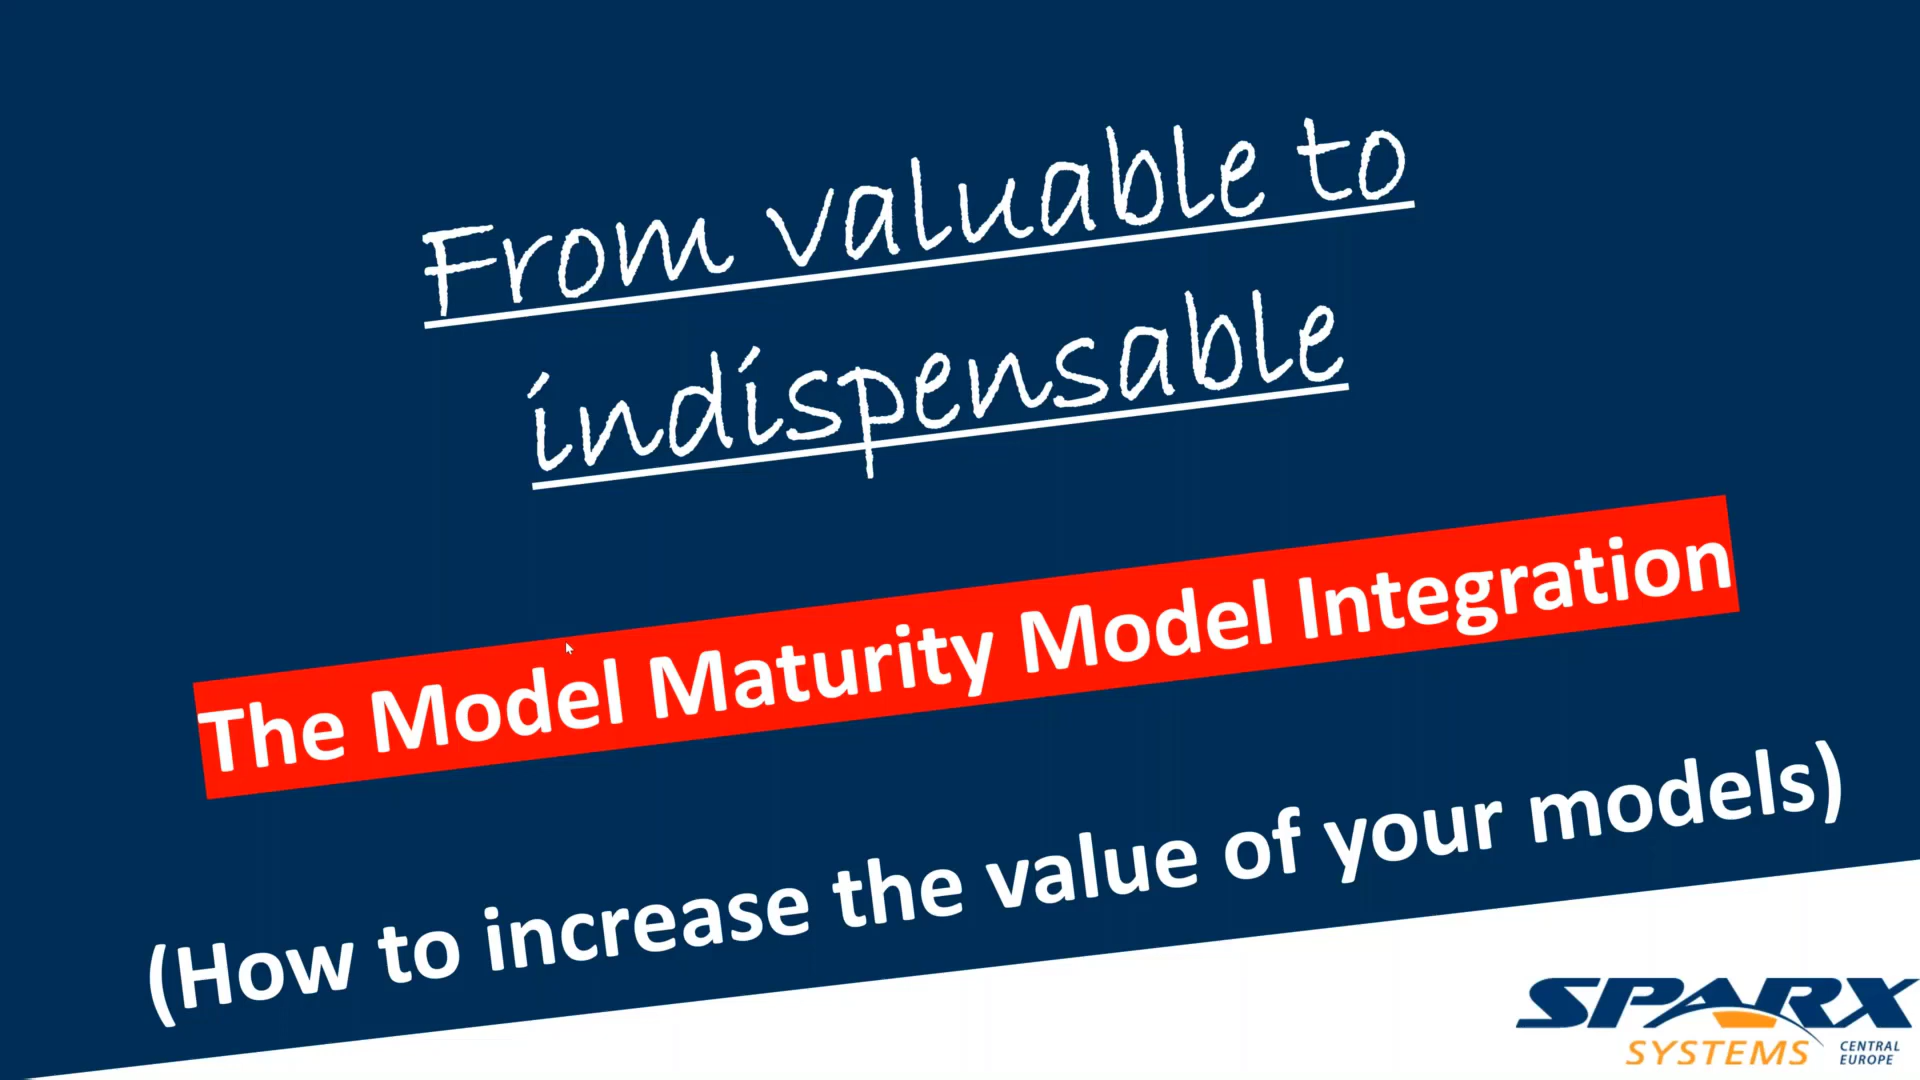 From valuable to
indispensable
The Model Maturity Model Integration
(How to increase the value of your models)
SPARX
SYSTEMS
CENTRAL
EUROPE